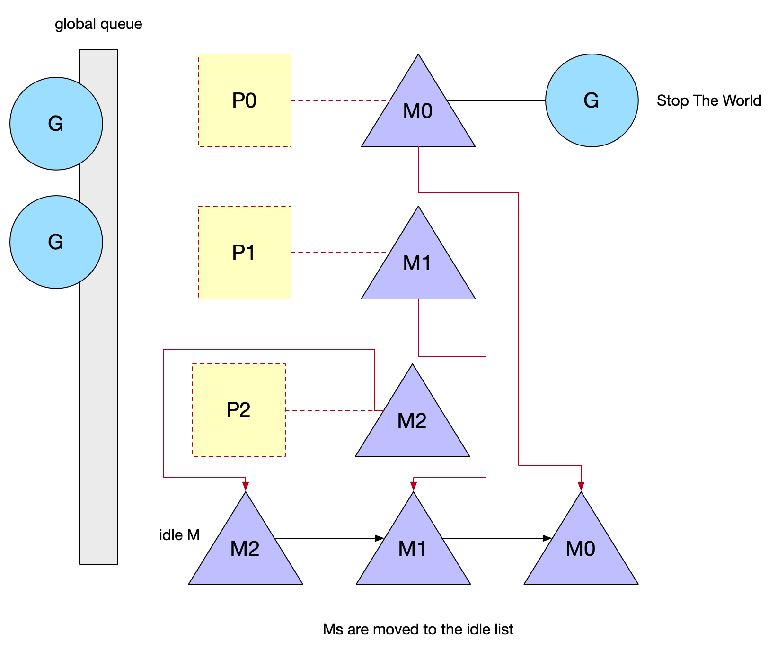 global queue
G
G
P0
M0
G
Stop The World
P1
M1
P2
M2
idle M
M2
M1
M0
Ms are moved to the idle list